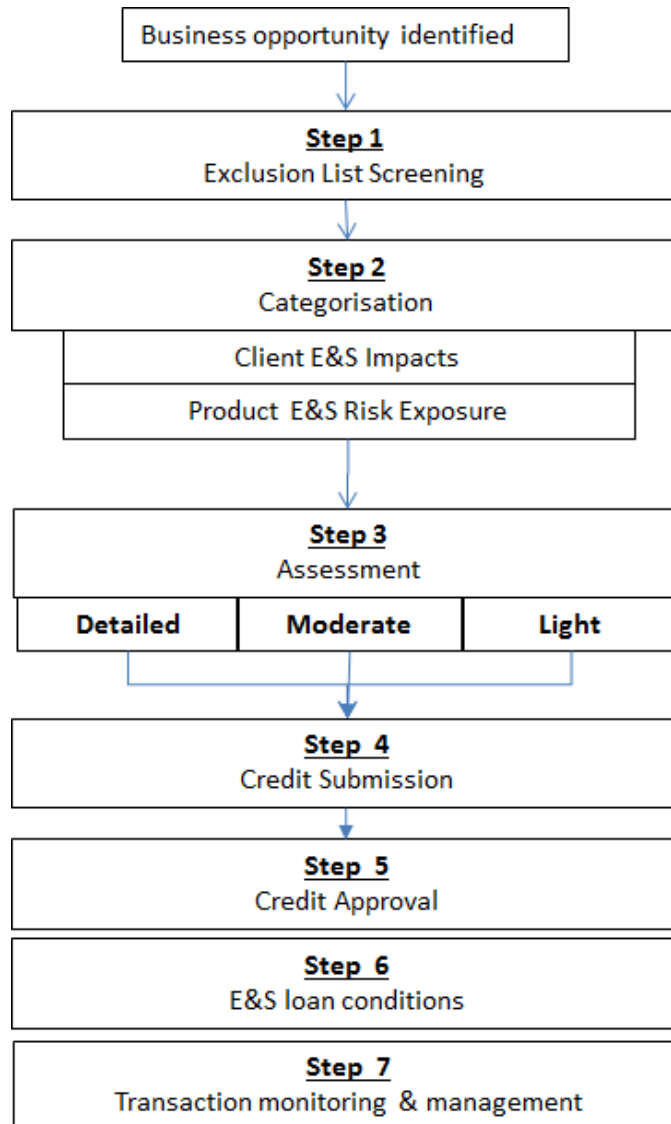 Business opportunity identified
Step 1
Exclusion List Screening
Step 2
Categorisation
Client E&S Impacts
Product E&S Risk Exposure
Step 3
Assessment
Detailed Moderate Light
Step 4
Credit Submission
Step 5
Credit Approval
Step 6
E&S loan conditions
Step 7
Transaction monitoring & management